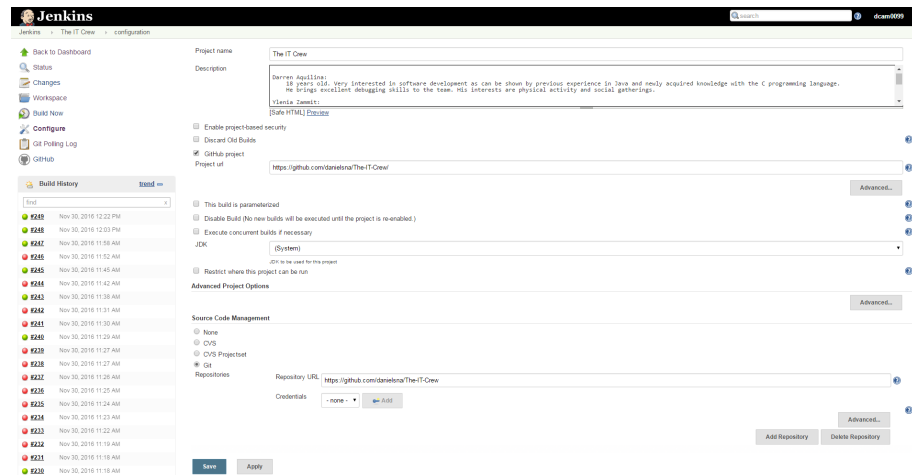 Jenkins
search
dcam0099
Jenkins The IT Crew configuration
Back to Dashboard
Status
Changes
Workspace
Build Now
Configure
Git Polling Log
GitHub
Build History
trend
find
x
#249 Nov 30, 2016 12:22 PM
#248 Nov 30, 2016 12:03 PM
#247 Nov 30, 2016 11:58 AM
#246 Nov 30, 2016 11:52 AM
#245 Nov 30, 2016 11:45 AM
#244 Nov 30, 2016 11:42 AM
#243 Nov 30, 2016 11:38 AM
#242 Nov 30, 2016 11:31 AM
#241 Nov 30, 2016 11:30 AM
#240 Nov 30, 2016 11:29 AM
#239 Nov 30, 2016 11:27 AM
#238 Nov 30, 2016 11:27 AM
#237 Nov 30, 2016 11:26 AM
#236 Nov 30, 2016 11:25 AM
#235 Nov 30, 2016 11:24 AM
#234 Nov 30, 2016 11:23 AM
#233 Nov 30, 2016 11:22 AM
#232 Nov 30, 2016 11:19 AM
#231 Nov 30, 2016 11:18 AM
#230 Nov 30, 2016 11:16 AM
Project name The IT Crew
Description
Darren Aquilina:
18 years old. Very interested in software development as can be shown by previous experience in Java and newly acquired knowledge with the C programming language.
He brings excellent debugging skills to the team. His interests are physical activity and social gatherings.
Ylenia Zammit:
[Safe HTML] Preview
Enable project-based security
Discard Old Builds
GitHub project
Project url https://github.com/danielsna/The-IT-Crew/
Advanced...
This build is parameterized
Disable Build (No new builds will be executed until the project is re-enabled.)
Execute concurrent builds if necessary
JDK (System)
JDK to be used for this project
Restrict where this project can be run
Advanced Project Options
Advanced...
Source Code Management
None
CVS
CVS Projectset
Git
Repositories
Repository URL https://github.com/danielsna/The-IT-Crew
Credentials - none - Add
Advanced...
Add Repository Delete Repository
Save Apply